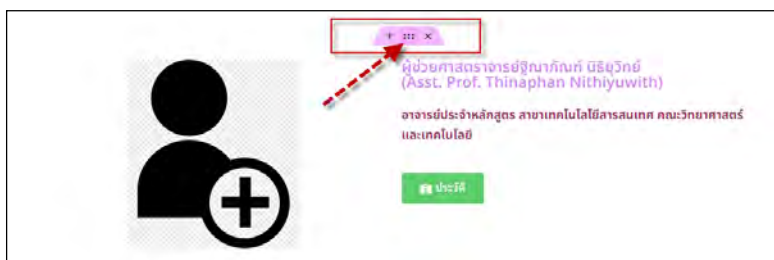 ผู้ช่วยศาสตราจารย์ฐิณาภัณฑ์ นิธิยุวิทย์
(Asst. Prof. Thinaphan Nithiyuwith)
อาจารย์ประจำหลักสูตร สาขาเทคโนโลโยีสารสนเทศ คณะวิทยาศาสตร์
และเทคโนโลยี
ประวัติ